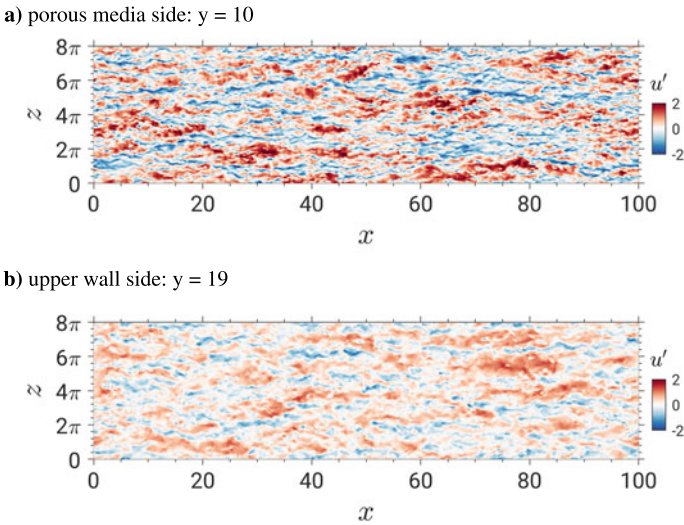 a) porous media side: y = 10
8π
6π
4π
2π
0
z
0 20 40 60 80 100
x
u′
2
0
-2
b) upper wall side: y = 19
8π
6π
4π
2π
0
z
0 20 40 60 80 100
x
u′
2
0
-2